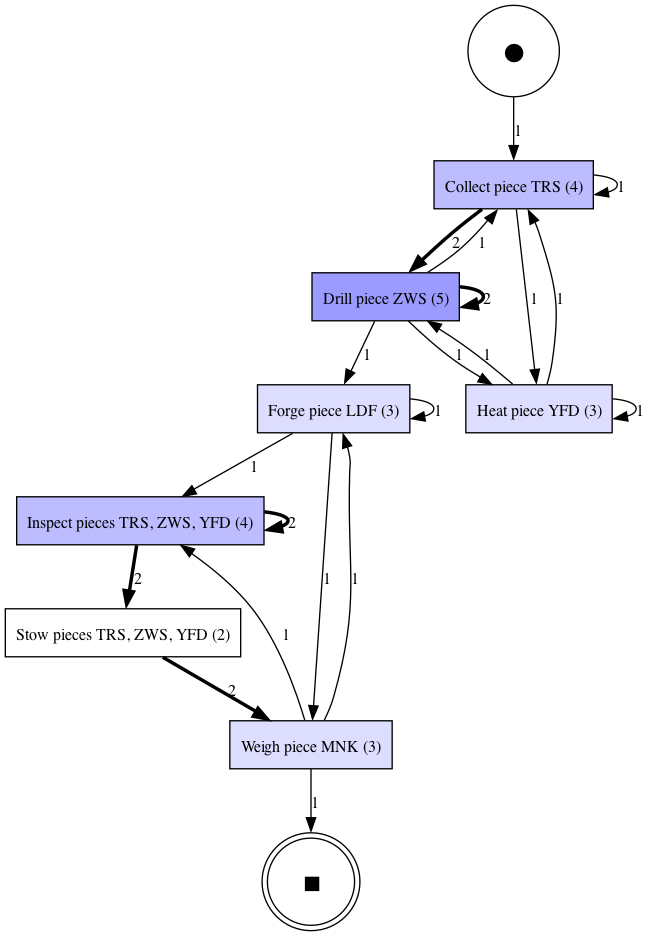 1
Collect piece TRS (4)
1
2
1
Drill piece ZWS (5)
2
1
1
1
1
1
Forge piece LDF (3)
1
Heat piece YFD (3)
1
1
Inspect pieces TRS, ZWS, YFD (4)
2
2
1
1
Stow pieces TRS, ZWS, YFD (2)
1
2
Weigh piece MNK (3)
1